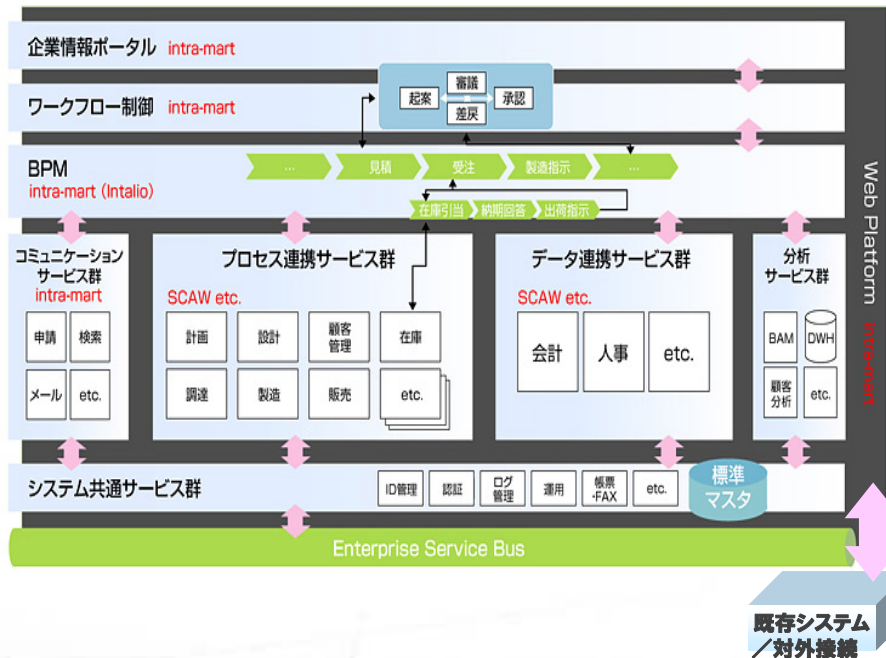 企業情報ポータル intra-mart
ワークフロー制御 intra-mart
起案
審議
差戻
承認
BPM
intra-mart (Intalio)
...
見積
受注
製造指示
...
在庫引当
納期回答
出荷指示
コミュニケーション
サービス群
intra-mart
申請
検索
メール
etc.
プロセス連携サービス群
SCAW etc.
計画
設計
顧客
管理
在庫
調達
製造
販売
etc.
データ連携サービス群
SCAW etc.
会計
人事
etc.
分析
サービス群
BAM
DWH
顧客
分析
etc.
Web Platform intra-mart
システム共通サービス群
ID管理
認証
ログ
管理
運用
帳票
・FAX
etc.
標準
マスタ
Enterprise Service Bus
既存システム
／対外接続